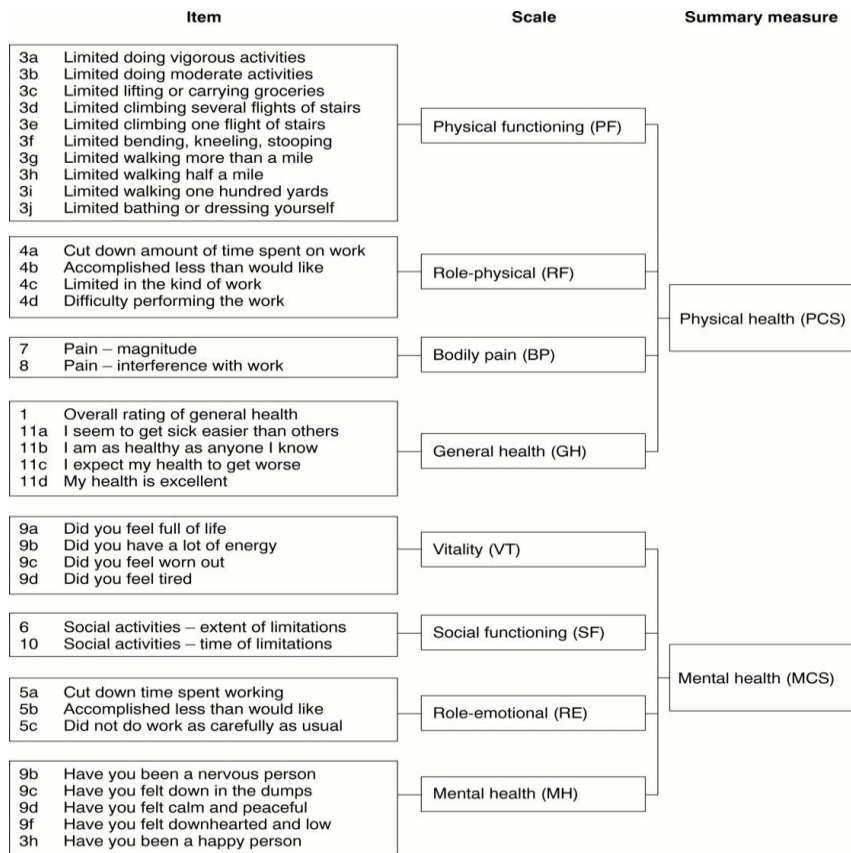 Item Scale Summary measure
3a Limited doing vigorous activities
3b Limited doing moderate activities
3c Limited lifting or carrying groceries
3d Limited climbing several flights of stairs
3e Limited climbing one flight of stairs
3f Limited bending, kneeling, stooping
3g Limited walking more than a mile
3h Limited walking half a mile
3i Limited walking one hundred yards
3j Limited bathing or dressing yourself
Physical functioning (PF)
4a Cut down amount of time spent on work
4b Accomplished less than would like
4c Limited in the kind of work
4d Difficulty performing the work
Role-physical (RF)
Physical health (PCS)
7 Pain – magnitude
8 Pain – interference with work
Bodily pain (BP)
1 Overall rating of general health
11a I seem to get sick easier than others
11b I am as healthy as anyone I know
11c I expect my health to get worse
11d My health is excellent
General health (GH)
9a Did you feel full of life
9b Did you have a lot of energy
9c Did you feel worn out
9d Did you feel tired
Vitality (VT)
6 Social activities – extent of limitations
10 Social activities – time of limitations
Social functioning (SF)
Mental health (MCS)
5a Cut down time spent working
5b Accomplished less than would like
5c Did not do work as carefully as usual
Role-emotional (RE)
9b Have you been a nervous person
9c Have you felt down in the dumps
9d Have you felt calm and peaceful
9f Have you felt downhearted and low
3h Have you been a happy person
Mental health (MH)